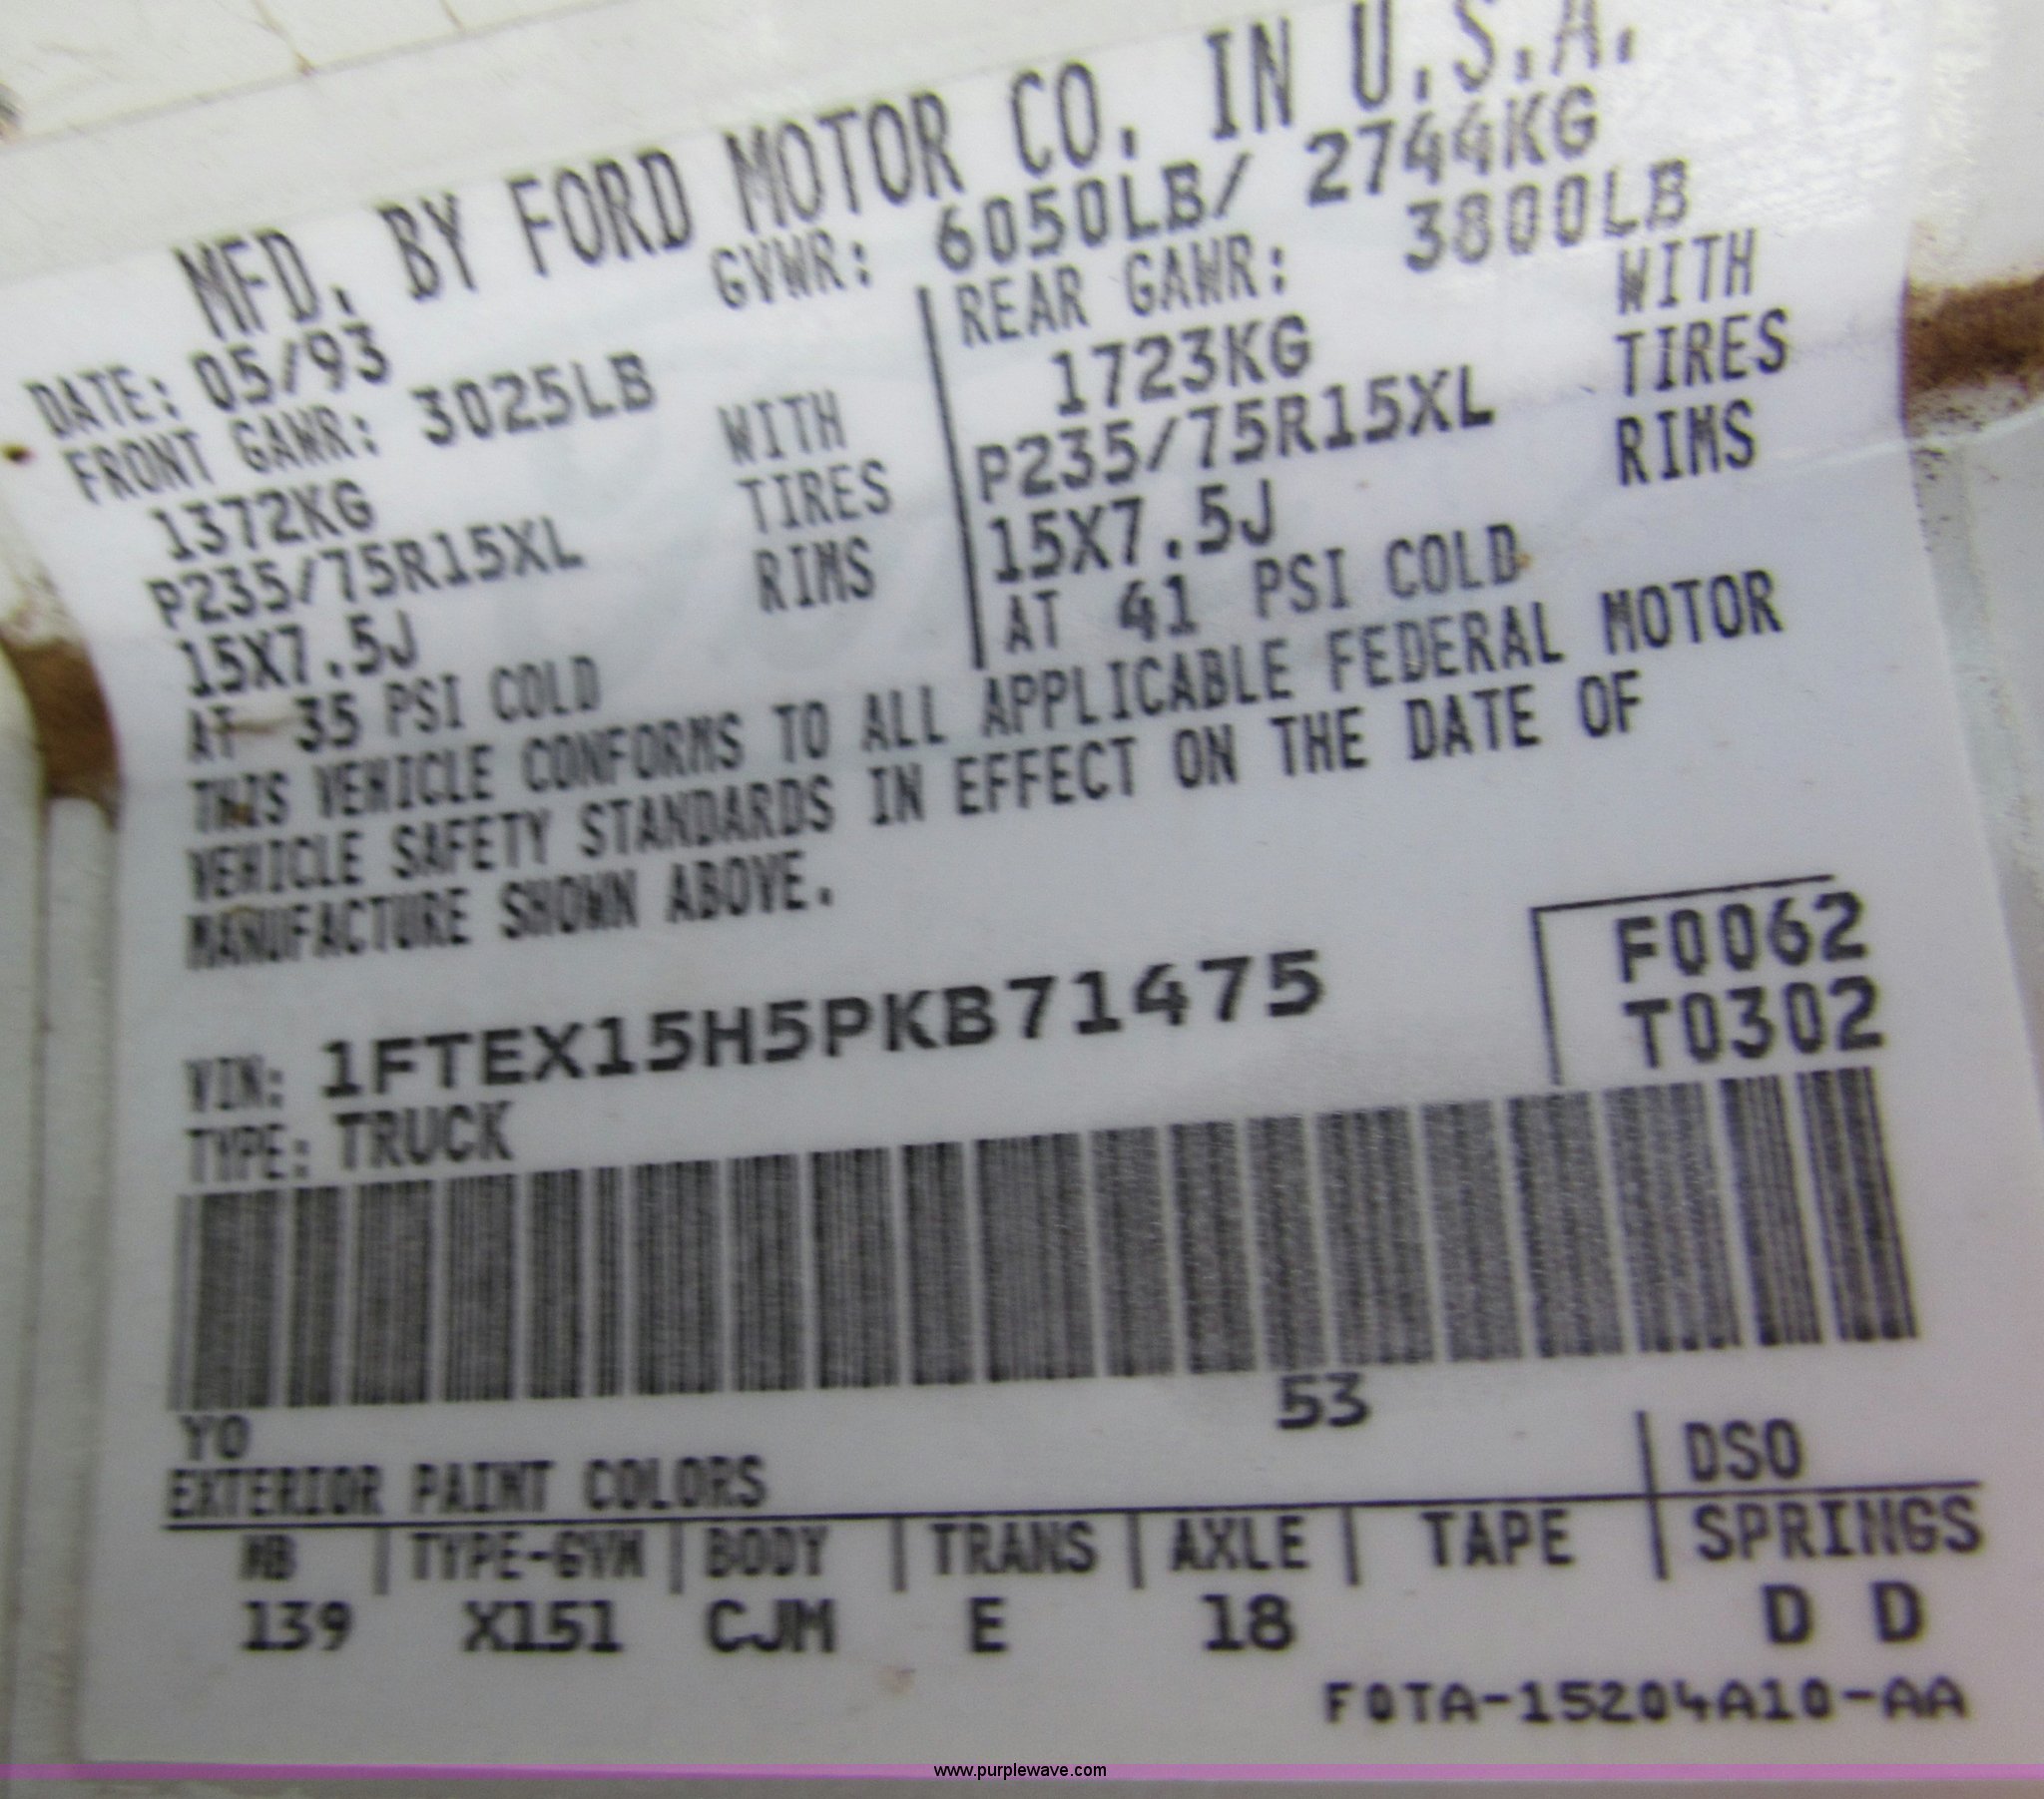 MFD. BY FORD MOTOR CO. IN U.S.A.
DATE: 05/93 GVWR: 6050LB/ 2744KG
FRONT GAWR: 3025LB REAR GAWR: 3800LB
1372KG WITH 1723KG WITH
P235/75R15XL TIRES P235/75R15XL TIRES
15X7.5J RIMS 15X7.5J RIMS
AT 35 PSI COLD AT 41 PSI COLD
THIS VEHICLE CONFORMS TO ALL APPLICABLE FEDERAL MOTOR
VEHICLE SAFETY STANDARDS IN EFFECT ON THE DATE OF
MANUFACTURE SHOWN ABOVE.
F0062
VIN: 1FTEX15H5PKB71475 T0302
TYPE: TRUCK
YO 53
EXTERIOR PAINT COLORS DSO
WB TYPE-GVW BODY TRANS AXLE TAPE SPRINGS
139 X151 CJM E 18 D D
F0TA-15204A10-AA
www.purplewave.com